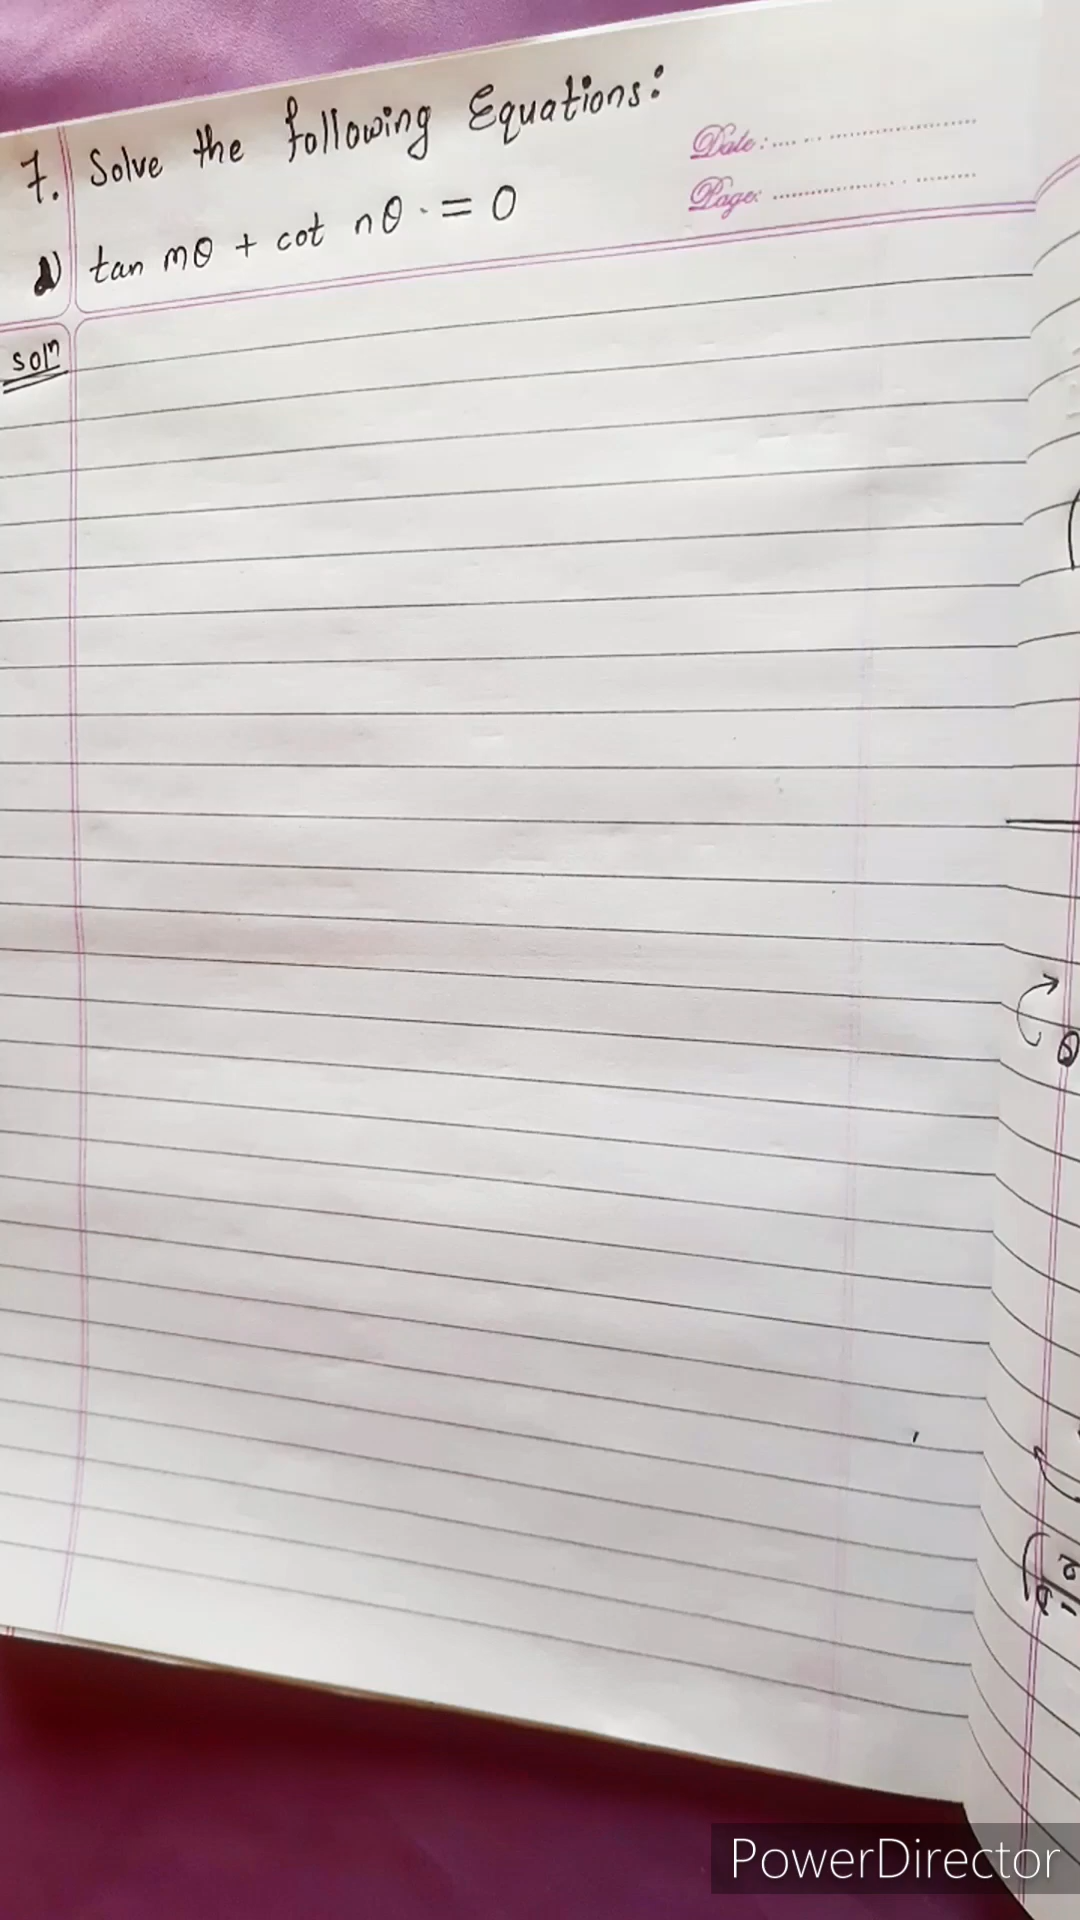 7. Solve the following Equations:
tan mθ + cot nθ = 0
Date:
Page:
Soln
PowerDirector